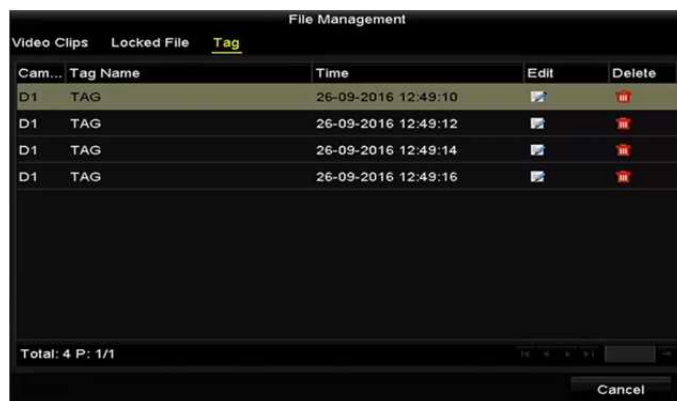 File Management
Video Clips Locked File Tag
Cam... Tag Name Time Edit Delete
D1 TAG 26-09-2016 12:49:10
D1 TAG 26-09-2016 12:49:12
D1 TAG 26-09-2016 12:49:14
D1 TAG 26-09-2016 12:49:16
Total: 4 P: 1/1
Cancel